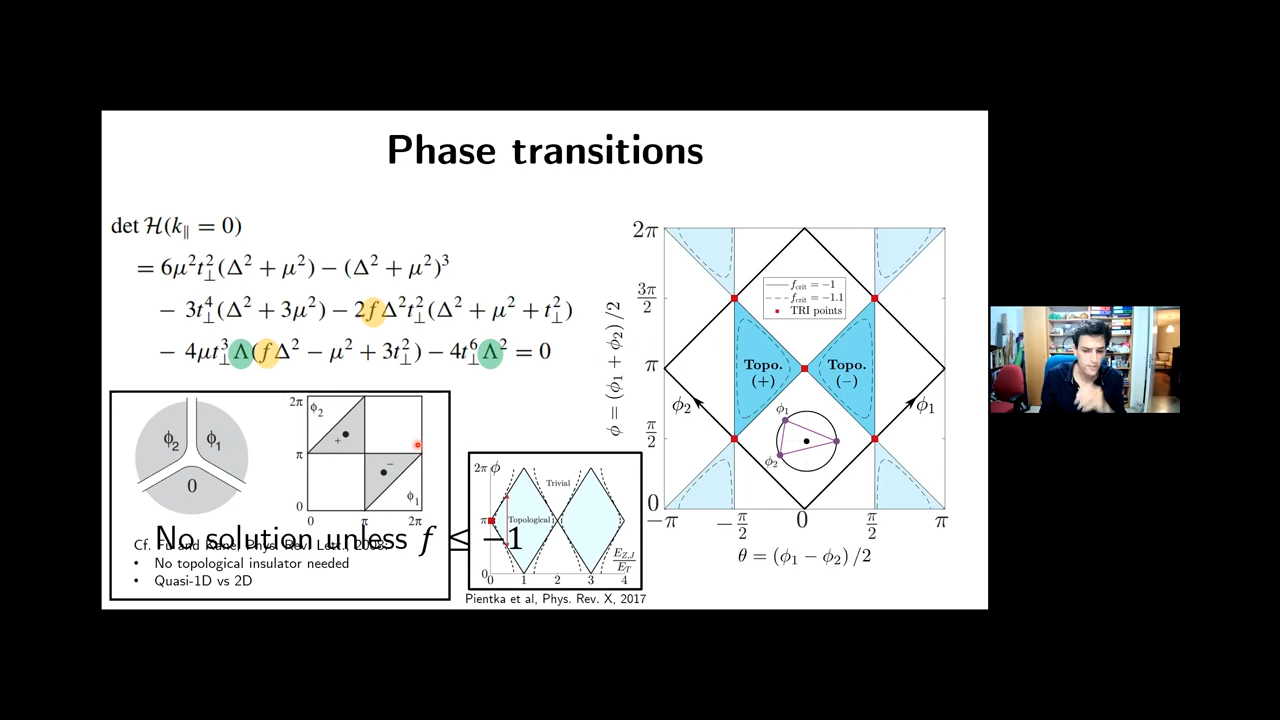 Phase transitions
det ℋ(k∥ = 0)
= 6μ²t⊥²(Δ² + μ²) − (Δ² + μ²)³
− 3t⊥⁴(Δ² + 3μ²) − 2fΔ²t⊥²(Δ² + μ² + t⊥²)
− 4μt⊥³Λ(fΔ² − μ² + 3t⊥²) − 4t⊥⁶Λ² = 0
ϕ2 ϕ1
0
2π ϕ2
+
π
−
ϕ1
0
0 π 2π
No solution unless f ≤ −1
Cf. Fu and Kane, Phys. Rev. Lett., 2008:
• No topological insulator needed
• Quasi-1D vs 2D
2π ϕ
Trivial
π Topological
E_{Z,J}/E_T
0
0 1 2 3 4
Pientka et al, Phys. Rev. X, 2017
ϕ = (ϕ1 + ϕ2)/2
2π
3π/2
π
π/2
0
f_crit = −1
f_crit = −1.1
TRI points
Topo. (+)
Topo. (−)
ϕ2 ϕ1
ϕ1
ϕ2
−π −π/2 0 π/2 π
θ = (ϕ1 − ϕ2)/2